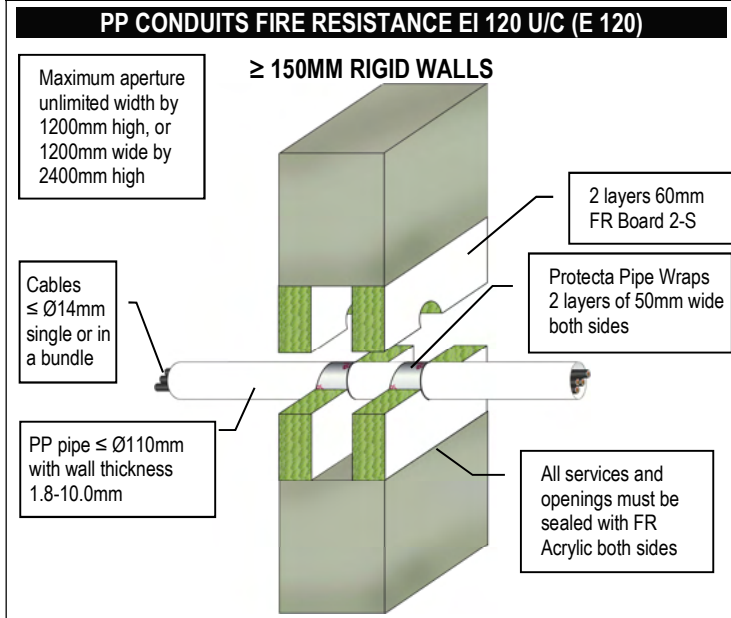 PP CONDUITS FIRE RESISTANCE EI 120 U/C (E 120)
≥ 150MM RIGID WALLS
Maximum aperture
unlimited width by
1200mm high, or
1200mm wide by
2400mm high
2 layers 60mm
FR Board 2-S
Cables
≤ Ø14mm
single or in
a bundle
Protecta Pipe Wraps
2 layers of 50mm wide
both sides
PP pipe ≤ Ø110mm
with wall thickness
1.8-10.0mm
All services and
openings must be
sealed with FR
Acrylic both sides